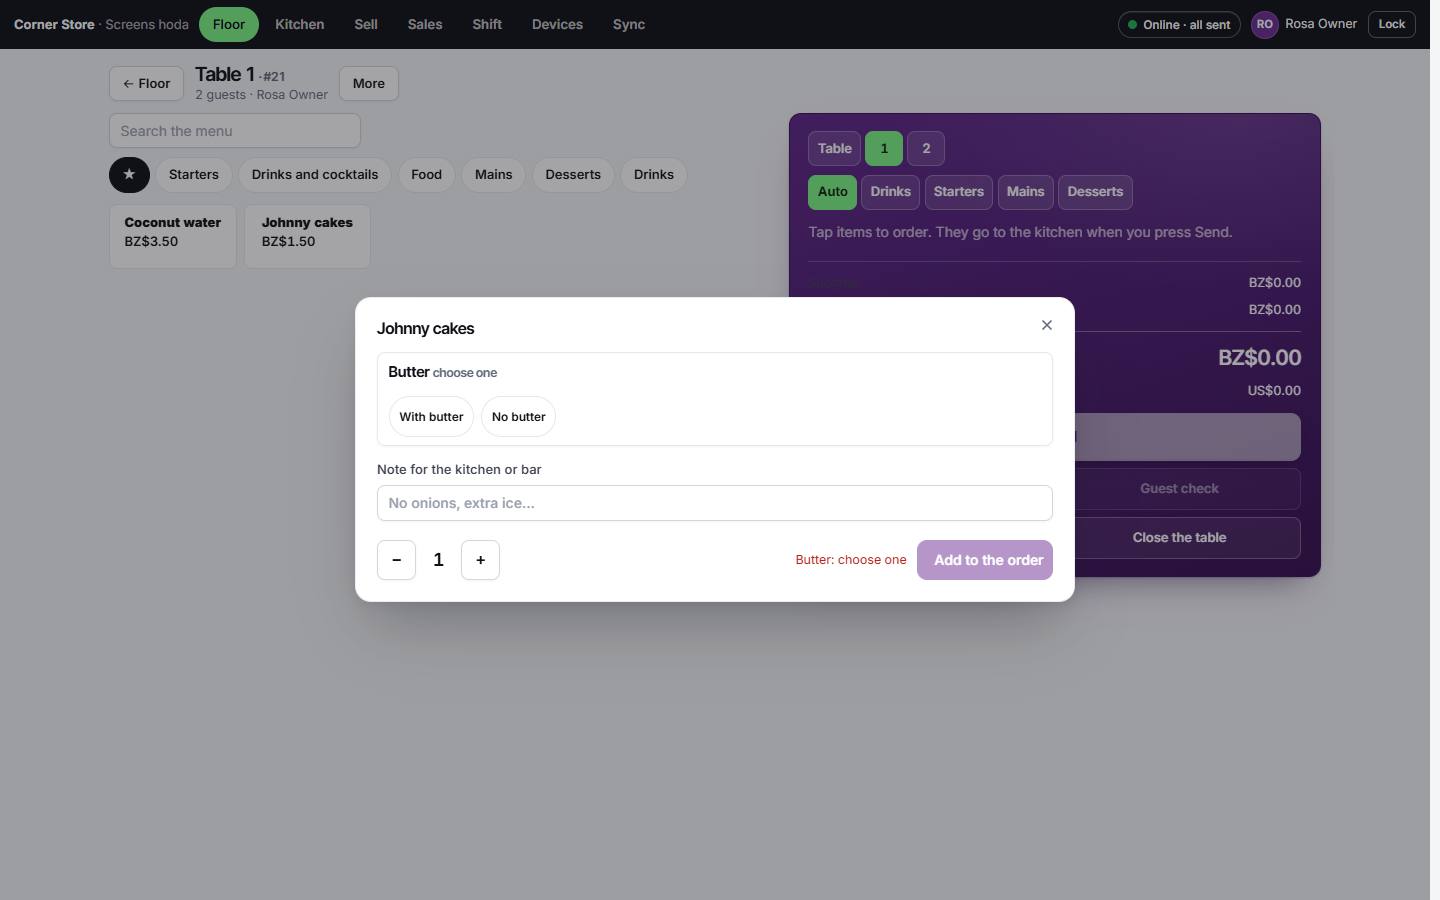 Corner Store · Screens hoda
Floor
Kitchen
Sell
Sales
Shift
Devices
Sync
Online · all sent
RO
Rosa Owner
Lock
← Floor
Table 1 · #21
2 guests · Rosa Owner
More
Search the menu
★
Starters
Drinks and cocktails
Food
Mains
Desserts
Drinks
Coconut water
BZ$3.50
Johnny cakes
BZ$1.50
Table
1
2
Auto
Drinks
Starters
Mains
Desserts
Tap items to order. They go to the kitchen when you press Send.
BZ$0.00
BZ$0.00
BZ$0.00
US$0.00
Guest check
Close the table
Johnny cakes
×
Butter choose one
With butter
No butter
Note for the kitchen or bar
No onions, extra ice...
−
1
+
Butter: choose one
Add to the order